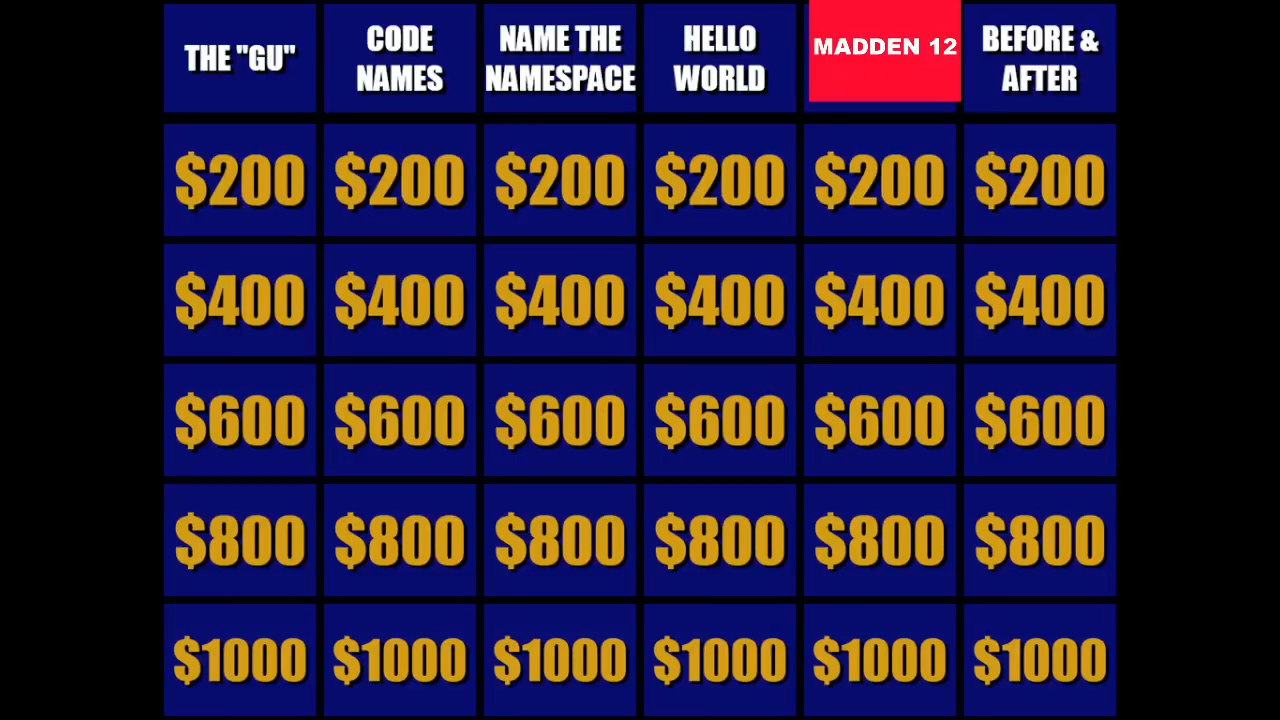 THE "GU"
CODE
NAMES
NAME THE
NAMESPACE
HELLO
WORLD
MADDEN 12
BEFORE &
AFTER
$200 $200 $200 $200 $200 $200
$400 $400 $400 $400 $400 $400
$600 $600 $600 $600 $600 $600
$800 $800 $800 $800 $800 $800
$1000 $1000 $1000 $1000 $1000 $1000